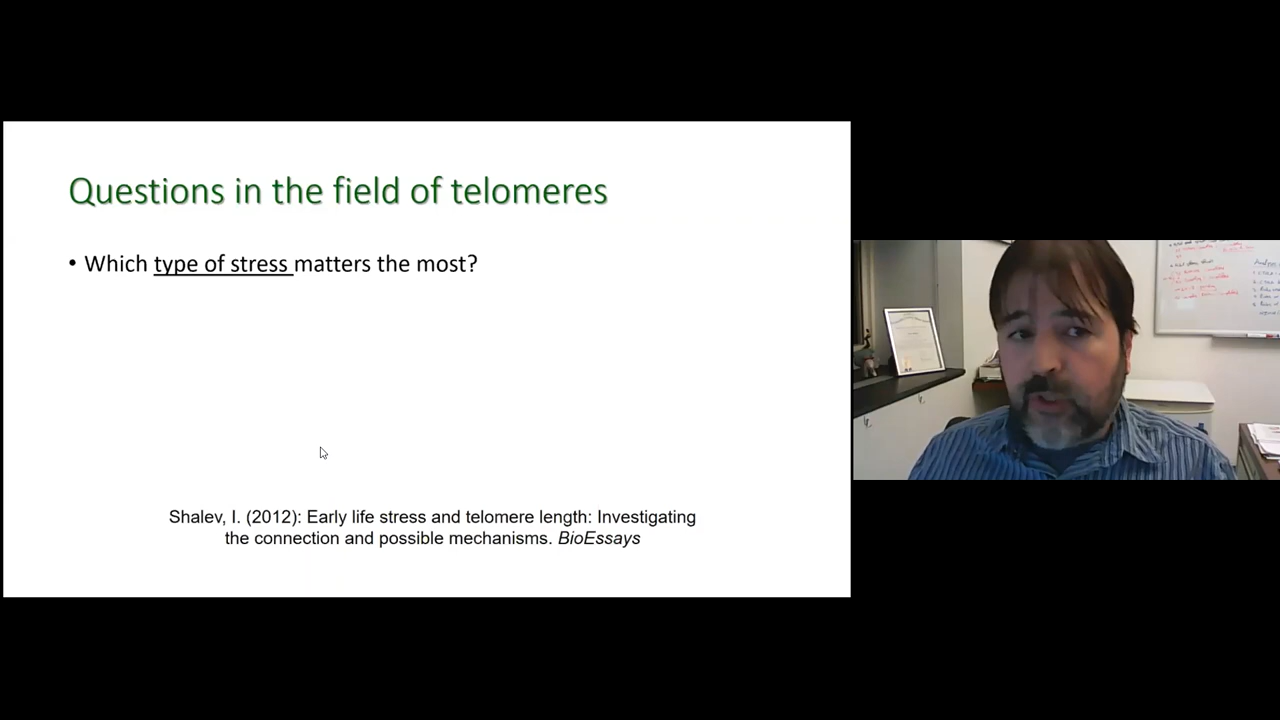 Questions in the field of telomeres
• Which type of stress matters the most?
Shalev, I. (2012): Early life stress and telomere length: Investigating
the connection and possible mechanisms. BioEssays